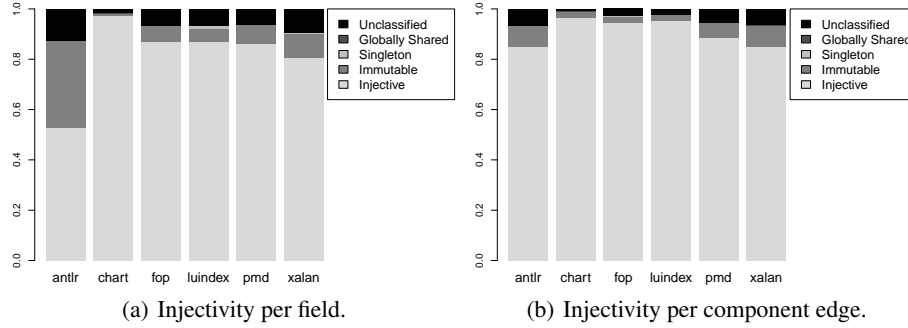 1.0
0.8
0.6
0.4
0.2
0.0
Unclassified
Globally Shared
Singleton
Immutable
Injective
antlr chart fop luindex pmd xalan
(a) Injectivity per field.
1.0
0.8
0.6
0.4
0.2
0.0
Unclassified
Globally Shared
Singleton
Immutable
Injective
antlr chart fop luindex pmd xalan
(b) Injectivity per component edge.